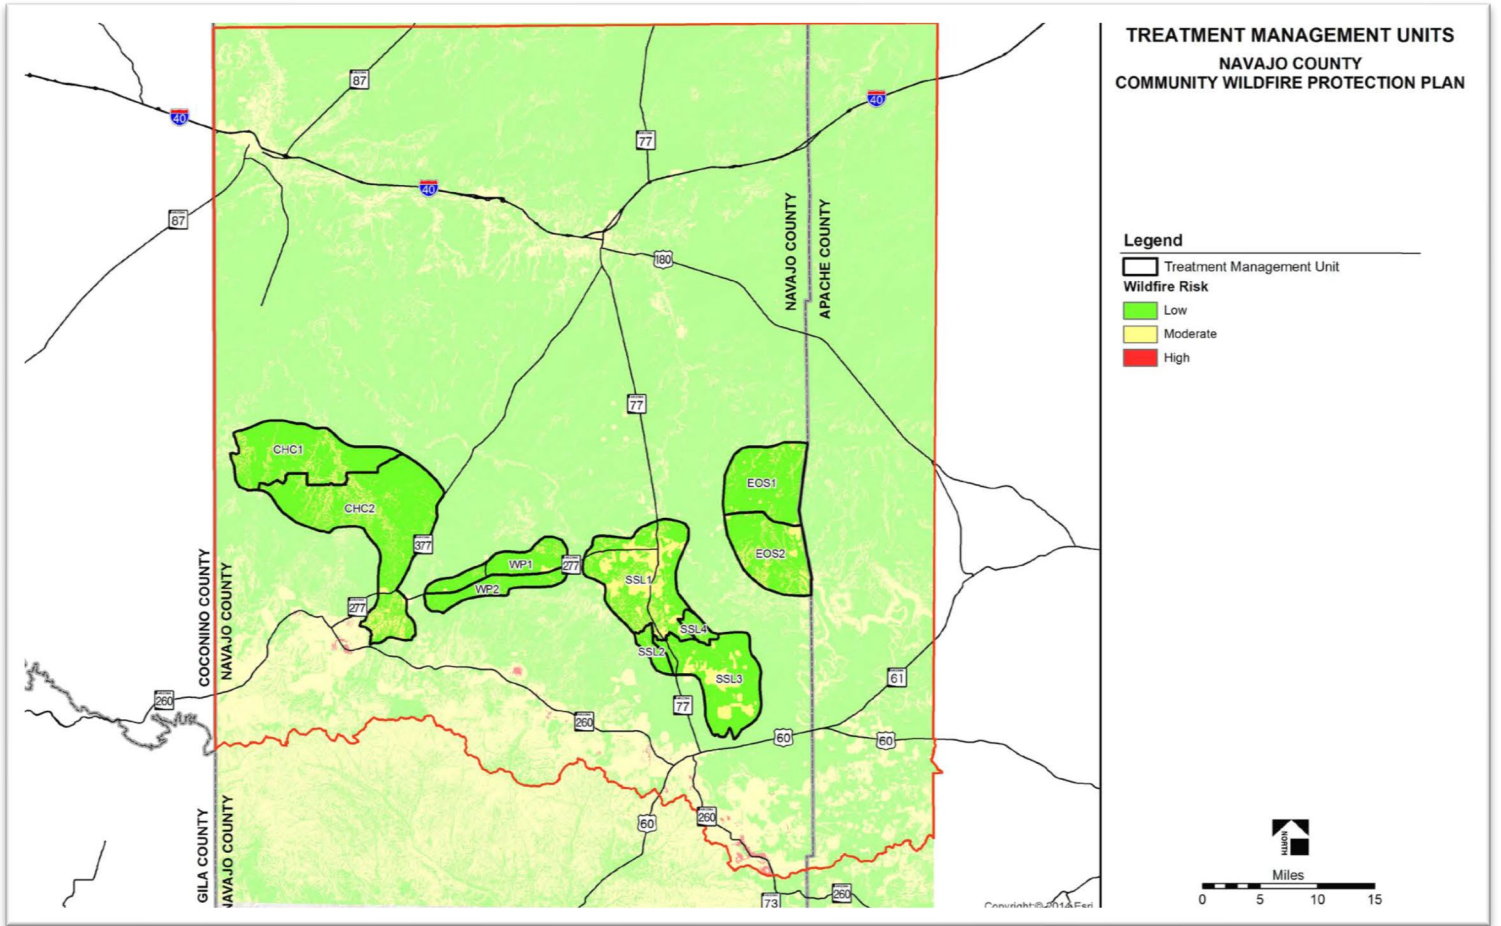 TREATMENT MANAGEMENT UNITS
NAVAJO COUNTY
COMMUNITY WILDFIRE PROTECTION PLAN
87
77
40
40
40
87
NAVAJO COUNTY
APACHE COUNTY
180
Legend
Treatment Management Unit
Wildfire Risk
Low
Moderate
High
77
CHC1
CHC2
EOS1
EOS2
377
WP1
277
WP2
SSL1
COCONINO COUNTY
NAVAJO COUNTY
277
SSL4
SSL2
SSL3
61
260
77
260
60
60
GILA COUNTY
NAVAJO COUNTY
60
260
NORTH
Miles
0 5 10 15
73
260
Copyright:© 2014 Esri